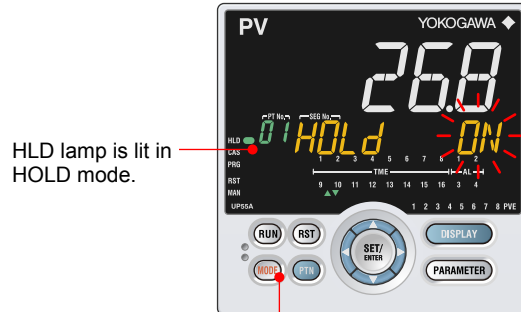 PV YOKOGAWA
26.8
PT No. SEG No.
01 HOLd ON
HLD
CAS
PRG
RST
MAN
1 2 3 4 5 6 7 8 1 2
TME AL
9 10 11 12 13 14 15 16 3 4
UP55A 1 2 3 4 5 6 7 8 PVE
HLD lamp is lit in
HOLD mode.
RUN RST SET/ENTER DISPLAY
MODE PTN PARAMETER